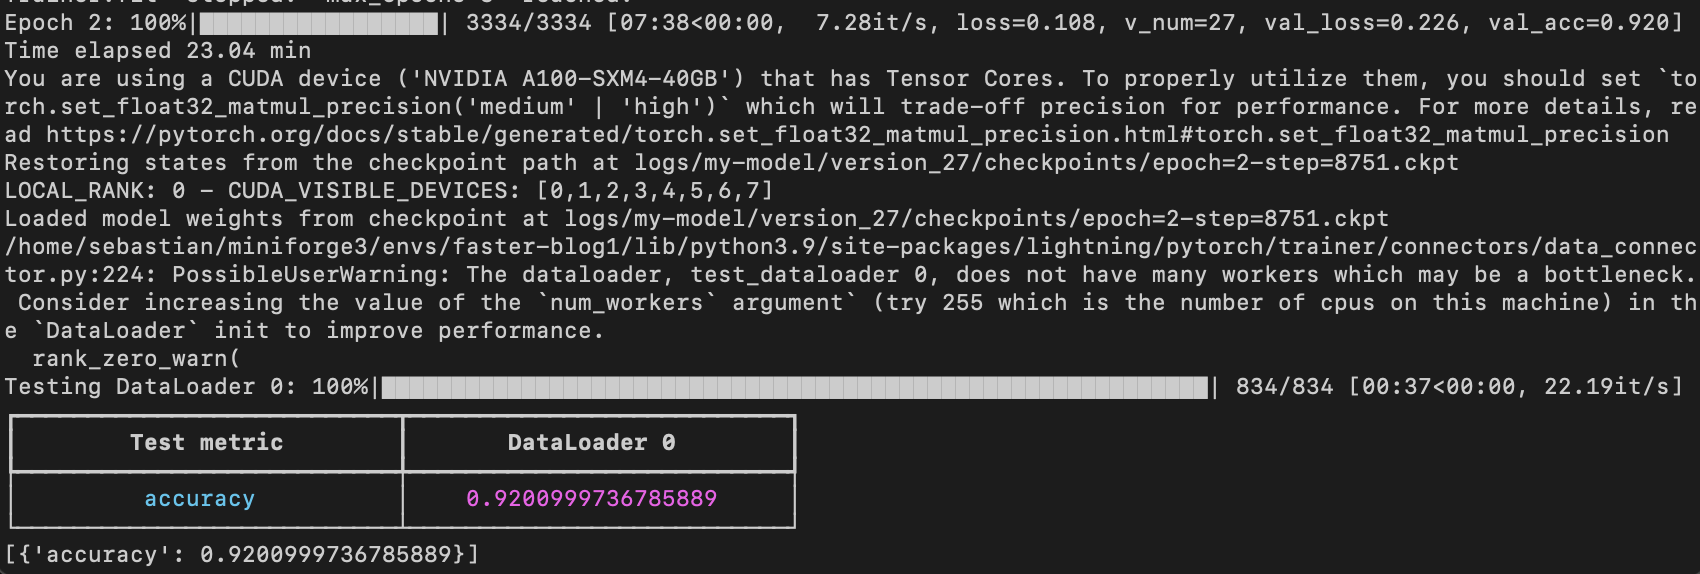 Epoch 2: 100%|| 3334/3334 [07:38<00:00,  7.28it/s, loss=0.108, v_num=27, val_loss=0.226, val_acc=0.920]
Time elapsed 23.04 min
You are using a CUDA device ('NVIDIA A100-SXM4-40GB') that has Tensor Cores. To properly utilize them, you should set `to
rch.set_float32_matmul_precision('medium' | 'high')` which will trade-off precision for performance. For more details, re
ad https://pytorch.org/docs/stable/generated/torch.set_float32_matmul_precision.html#torch.set_float32_matmul_precision
Restoring states from the checkpoint path at logs/my-model/version_27/checkpoints/epoch=2-step=8751.ckpt
LOCAL_RANK: 0 - CUDA_VISIBLE_DEVICES: [0,1,2,3,4,5,6,7]
Loaded model weights from checkpoint at logs/my-model/version_27/checkpoints/epoch=2-step=8751.ckpt
/home/sebastian/miniforge3/envs/faster-blog1/lib/python3.9/site-packages/lightning/pytorch/trainer/connectors/data_connec
tor.py:224: PossibleUserWarning: The dataloader, test_dataloader 0, does not have many workers which may be a bottleneck.
 Consider increasing the value of the `num_workers` argument` (try 255 which is the number of cpus on this machine) in th
e `DataLoader` init to improve performance.
  rank_zero_warn(
Testing DataLoader 0: 100%|| 834/834 [00:37<00:00, 22.19it/s]
Test metric DataLoader 0
accuracy 0.9200999736785889
[{'accuracy': 0.9200999736785889}]